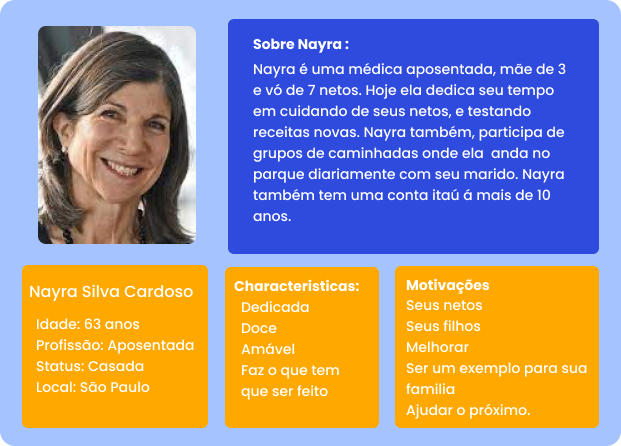 Sobre Nayra :
Nayra é uma médica aposentada, mãe de 3
e vó de 7 netos. Hoje ela dedica seu tempo
em cuidando de seus netos, e testando
receitas novas. Nayra também, participa de
grupos de caminhadas onde ela anda no
parque diariamente com seu marido. Nayra
também tem uma conta itaú á mais de 10
anos.
Nayra Silva Cardoso
Idade: 63 anos
Profissão: Aposentada
Status: Casada
Local: São Paulo
Characteristicas:
Dedicada
Doce
Amável
Faz o que tem
que ser feito
Motivações
Seus netos
Seus filhos
Melhorar
Ser um exemplo para sua
familia
Ajudar o próximo.